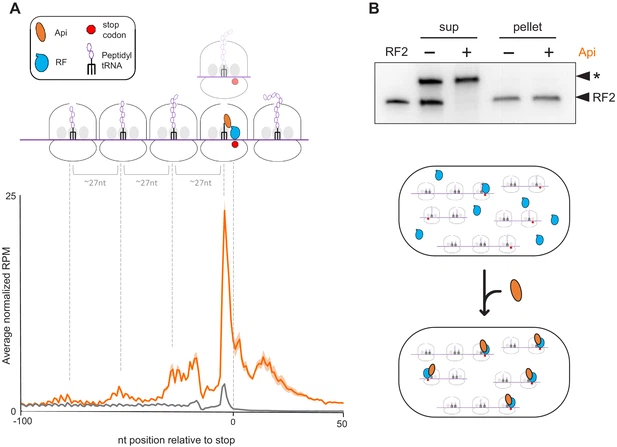 A
Api
RF
stop
codon
Peptidyl
tRNA
~27nt ~27nt ~27nt
25
Average normalized RPM
0
-100 0 50
nt position relative to stop
B
sup pellet
RF2 – + – + Api
*
RF2